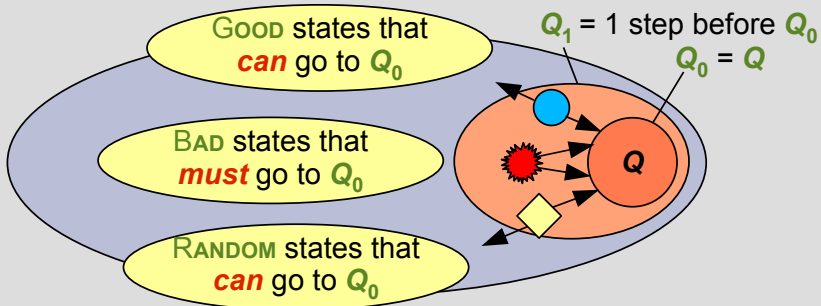 GOOD states that
can go to Q0
Q1 = 1 step before Q0
Q0 = Q
BAD states that
must go to Q0
Q
RANDOM states that
can go to Q0